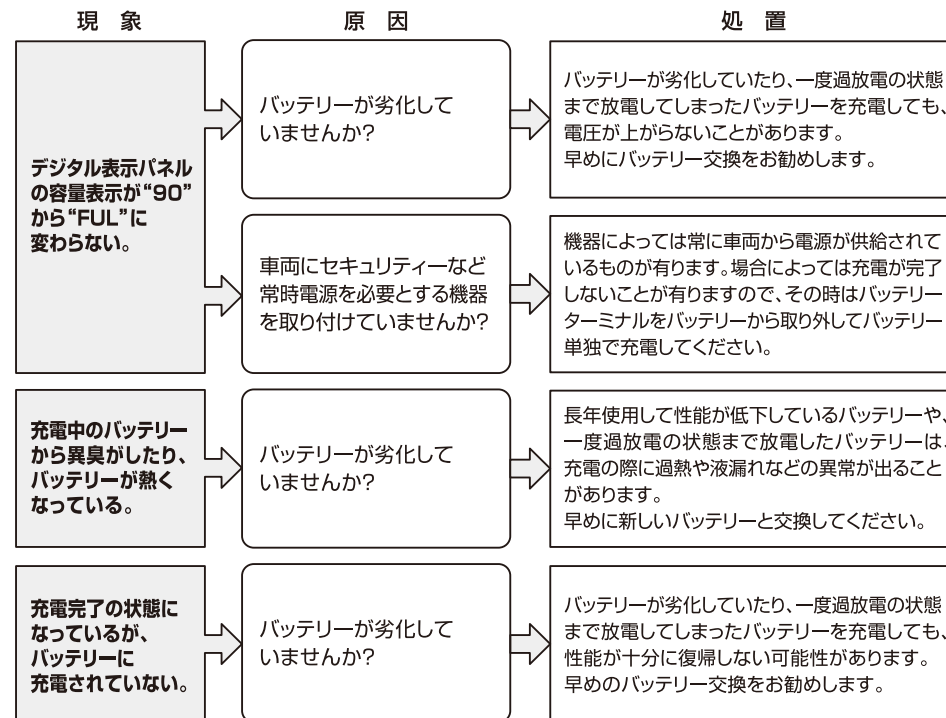 現 象
原 因
処 置
デジタル表示パネル
の容量表示が“90”
から“FUL”に
変わらない。
バッテリーが劣化して
いませんか?
バッテリーが劣化していたり、一度過放電の状態
まで放電してしまったバッテリーを充電しても、
電圧が上がらないことがあります。
早めにバッテリー交換をお勧めします。
車両にセキュリティーなど
常時電源を必要とする機器
を取り付けていませんか?
機器によっては常に車両から電源が供給されて
いるものが有ります。場合によっては充電が完了
しないことが有りますので、その時はバッテリー
ターミナルをバッテリーから取り外してバッテリー
単独で充電してください。
充電中のバッテリー
から異臭がしたり、
バッテリーが熱く
なっている。
バッテリーが劣化して
いませんか?
長年使用して性能が低下しているバッテリーや、
一度過放電の状態まで放電したバッテリーは、
充電の際に過熱や液漏れなどの異常が出ること
があります。
早めに新しいバッテリーと交換してください。
充電完了の状態に
なっているが、
バッテリーに
充電されていない。
バッテリーが劣化して
いませんか?
バッテリーが劣化していたり、一度過放電の状態
まで放電してしまったバッテリーを充電しても、
性能が十分に復帰しない可能性があります。
早めのバッテリー交換をお勧めします。